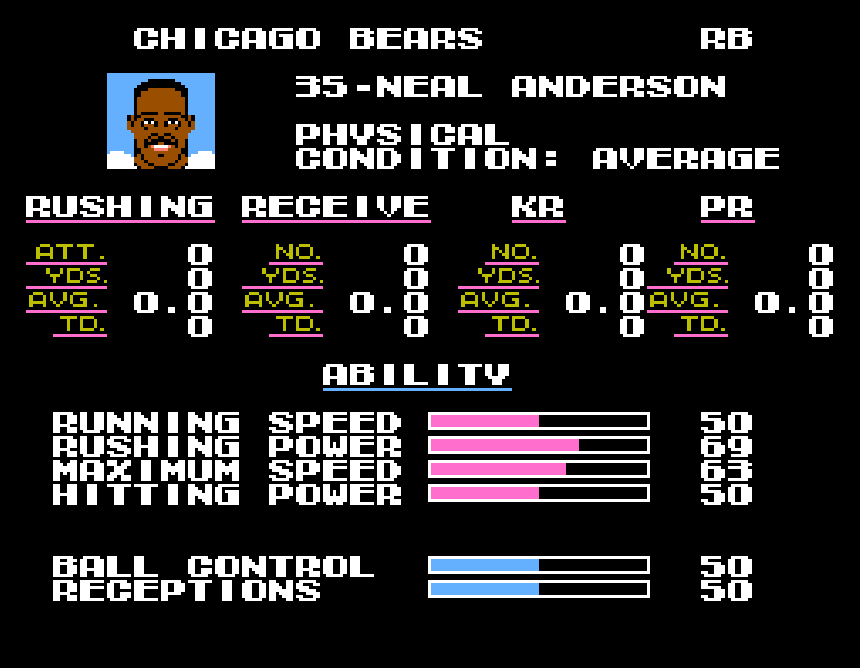 CHICAGO BEARS RB
35-NEAL ANDERSON
PHYSICAL
CONDITION: AVERAGE
RUSHING RECEIVE KR PR
ATT. 0 NO. 0 NO. 0 NO. 0
YDS. 0 YDS. 0 YDS. 0 YDS. 0
AVG. 0.0 AVG. 0.0 AVG. 0.0 AVG. 0.0
TD. 0 TD. 0 TD. 0 TD. 0
ABILITY
RUNNING SPEED 50
RUSHING POWER 69
MAXIMUM SPEED 63
HITTING POWER 50
BALL CONTROL 50
RECEPTIONS 50